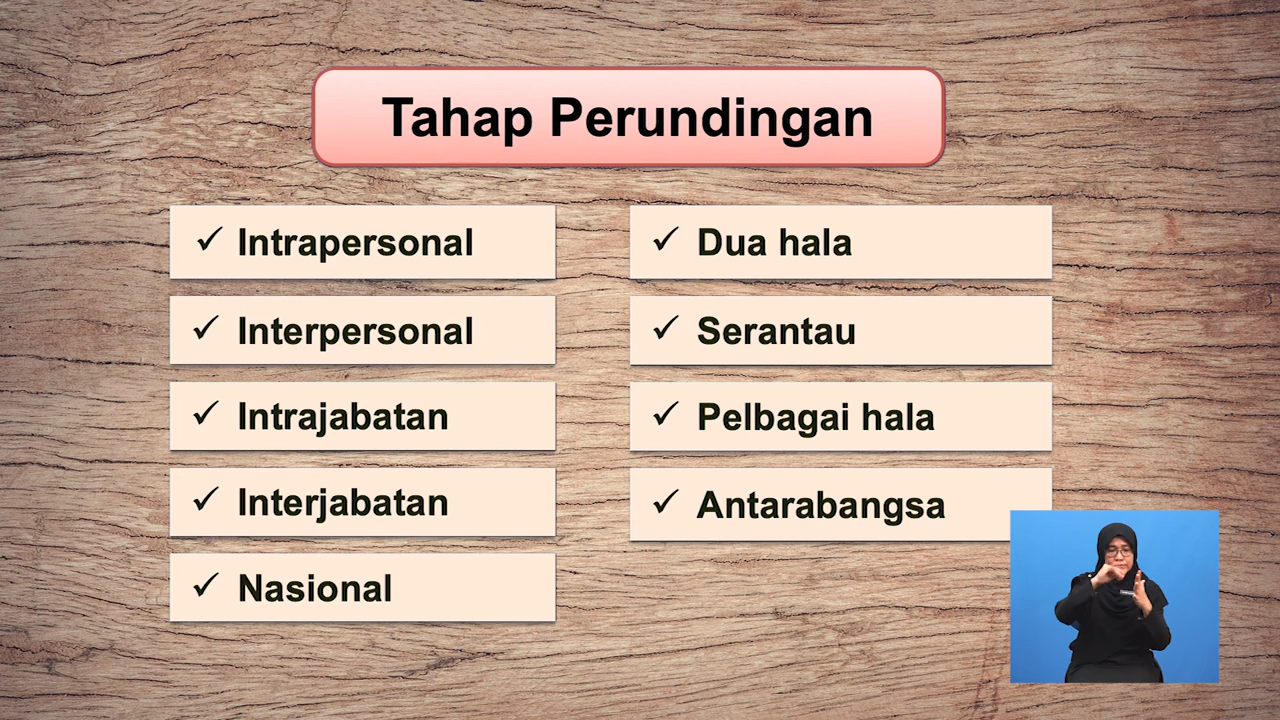 Tahap Perundingan
✓ Intrapersonal
✓ Interpersonal
✓ Intrajabatan
✓ Interjabatan
✓ Nasional
✓ Dua hala
✓ Serantau
✓ Pelbagai hala
✓ Antarabangsa